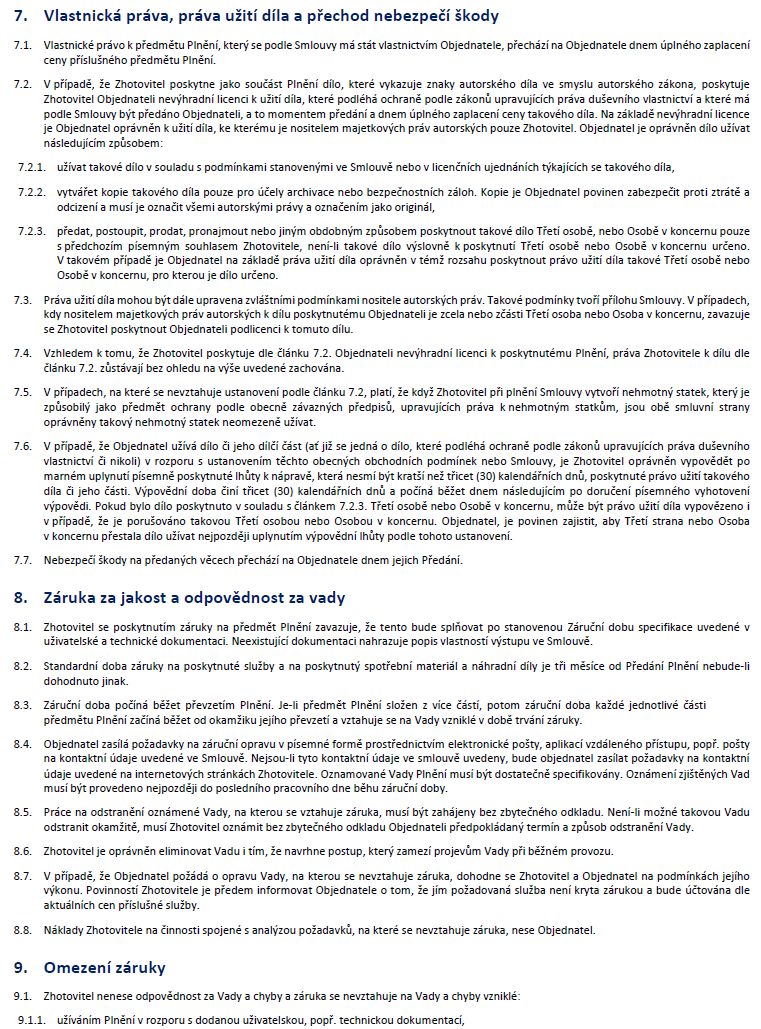 7. Vlastnická práva, práva užití díla a přechod nebezpečí škody
7.1. Vlastnické právo k předmětu Plnění, který se podle Smlouvy má stát vlastnictvím Objednatele, přechází na Objednatele dnem úplného zaplacení
ceny příslušného předmětu Plnění.
7.2. V případě, že Zhotovitel poskytne jako součást Plnění dílo, které vykazuje znaky autorského díla ve smyslu autorského zákona, poskytuje
Zhotovitel Objednateli nevýhradní licenci k užití díla, které podléhá ochraně podle zákonů upravujících práva duševního vlastnictví a které má
podle Smlouvy být předáno Objednateli, a to momentem předání a dnem úplného zaplacení ceny takového díla. Na základě nevýhradní licence
je Objednatel oprávněn k užití díla, ke kterému je nositelem majetkových práv autorských pouze Zhotovitel. Objednatel je oprávněn dílo užívat
následujícím způsobem:
7.2.1. užívat takové dílo v souladu s podmínkami stanovenými ve Smlouvě nebo v licenčních ujednáních týkajících se takového díla,
7.2.2. vytvářet kopie takového díla pouze pro účely archivace nebo bezpečnostních záloh. Kopie je Objednatel povinen zabezpečit proti ztrátě a
odcizení a musí je označit všemi autorskými právy a označením jako originál,
7.2.3. předat, postoupit, prodat, pronajmout nebo jiným obdobným způsobem poskytnout takové dílo Třetí osobě, nebo Osobě v koncernu pouze
s předchozím písemným souhlasem Zhotovitele, není-li takové dílo výslovně k poskytnutí Třetí osobě nebo Osobě v koncernu určeno.
V takovém případě je Objednatel na základě práva užití díla oprávněn v témž rozsahu poskytnout právo užití díla takové Třetí osobě nebo
Osobě v koncernu, pro kterou je dílo určeno.
7.3. Práva užití díla mohou být dále upravena zvláštními podmínkami nositele autorských práv. Takové podmínky tvoří přílohu Smlouvy. V případech,
kdy nositelem majetkových práv autorských k dílu poskytnutému Objednateli je zcela nebo zčásti Třetí osoba nebo Osoba v koncernu, zavazuje
se Zhotovitel poskytnout Objednateli podlicenci k tomuto dílu.
7.4. Vzhledem k tomu, že Zhotovitel poskytuje dle článku 7.2. Objednateli nevýhradní licenci k poskytnutému Plnění, práva Zhotovitele k dílu dle
článku 7.2. zůstávají bez ohledu na výše uvedené zachována.
7.5. V případech, na které se nevztahuje ustanovení podle článku 7.2, platí, že když Zhotovitel při plnění Smlouvy vytvoří nehmotný statek, který je
způsobilý jako předmět ochrany podle obecně závazných předpisů, upravujících práva k nehmotným statkům, jsou obě smluvní strany
oprávněny takový nehmotný statek neomezeně užívat.
7.6. V případě, že Objednatel užívá dílo či jeho dílčí část (ať již se jedná o dílo, které podléhá ochraně podle zákonů upravujících práva duševního
vlastnictví či nikoli) v rozporu s ustanovením těchto obecných obchodních podmínek nebo Smlouvy, je Zhotovitel oprávněn vypovědět po
marném uplynutí písemně poskytnuté lhůty k nápravě, která nesmí být kratší než třicet (30) kalendářních dnů, poskytnuté právo užití takového
díla či jeho části. Výpovědní doba činí třicet (30) kalendářních dnů a počíná běžet dnem následujícím po doručení písemného vyhotovení
výpovědi. Pokud bylo dílo poskytnuto v souladu s článkem 7.2.3. Třetí osobě nebo Osobě v koncernu, může být právo užití díla vypovězeno i
v případě, že je porušováno takovou Třetí osobou nebo Osobou v koncernu. Objednatel, je povinen zajistit, aby Třetí strana nebo Osoba
v koncernu přestala dílo užívat nejpozději uplynutím výpovědní lhůty podle tohoto ustanovení.
7.7. Nebezpečí škody na předaných věcech přechází na Objednatele dnem jejich Předání.
8. Záruka za jakost a odpovědnost za vady
8.1. Zhotovitel se poskytnutím záruky na předmět Plnění zavazuje, že tento bude splňovat po stanovenou Záruční dobu specifikace uvedené v
uživatelské a technické dokumentaci. Neexistující dokumentaci nahrazuje popis vlastností výstupu ve Smlouvě.
8.2. Standardní doba záruky na poskytnuté služby a na poskytnutý spotřební materiál a náhradní díly je tři měsíce od Předání Plnění nebude-li
dohodnuto jinak.
8.3. Záruční doba počíná běžet převzetím Plnění. Je-li předmět Plnění složen z více částí, potom záruční doba každé jednotlivé části
předmětu Plnění začíná běžet od okamžiku jejího převzetí a vztahuje se na Vady vzniklé v době trvání záruky.
8.4. Objednatel zasílá požadavky na záruční opravu v písemné formě prostřednictvím elektronické pošty, aplikací vzdáleného přístupu, popř. pošty
na kontaktní údaje uvedené ve Smlouvě. Nejsou-li tyto kontaktní údaje ve smlouvě uvedeny, bude objednatel zasílat požadavky na kontaktní
údaje uvedené na internetových stránkách Zhotovitele. Oznamované Vady Plnění musí být dostatečně specifikovány. Oznámení zjištěných Vad
musí být provedeno nejpozději do posledního pracovního dne běhu záruční doby.
8.5. Práce na odstranění oznámené Vady, na kterou se vztahuje záruka, musí být zahájeny bez zbytečného odkladu. Není-li možné takovou Vadu
odstranit okamžitě, musí Zhotovitel oznámit bez zbytečného odkladu Objednateli předpokládaný termín a způsob odstranění Vady.
8.6. Zhotovitel je oprávněn eliminovat Vadu i tím, že navrhne postup, který zamezí projevům Vady při běžném provozu.
8.7. V případě, že Objednatel požádá o opravu Vady, na kterou se nevztahuje záruka, dohodne se Zhotovitel a Objednatel na podmínkách jejího
výkonu. Povinností Zhotovitele je předem informovat Objednatele o tom, že jím požadovaná služba není kryta zárukou a bude účtována dle
aktuálních cen příslušné služby.
8.8. Náklady Zhotovitele na činnosti spojené s analýzou požadavků, na které se nevztahuje záruka, nese Objednatel.
9. Omezení záruky
9.1. Zhotovitel nenese odpovědnost za Vady a chyby a záruka se nevztahuje na Vady a chyby vzniklé:
9.1.1. užíváním Plnění v rozporu s dodanou uživatelskou, popř. technickou dokumentací,